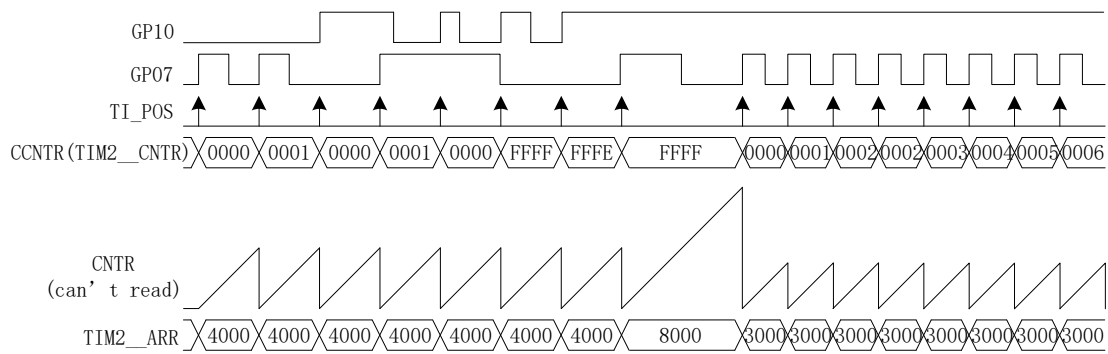 GP10
GP07
TI_POS
CCNTR(TIM2__CNTR) 0000 0001 0000 0001 0000 FFFF FFFE FFFF 0000 0001 0002 0002 0003 0004 0005 0006
CNTR
(can't read)
TIM2__ARR 4000 4000 4000 4000 4000 4000 4000 8000 3000 3000 3000 3000 3000 3000 3000 3000